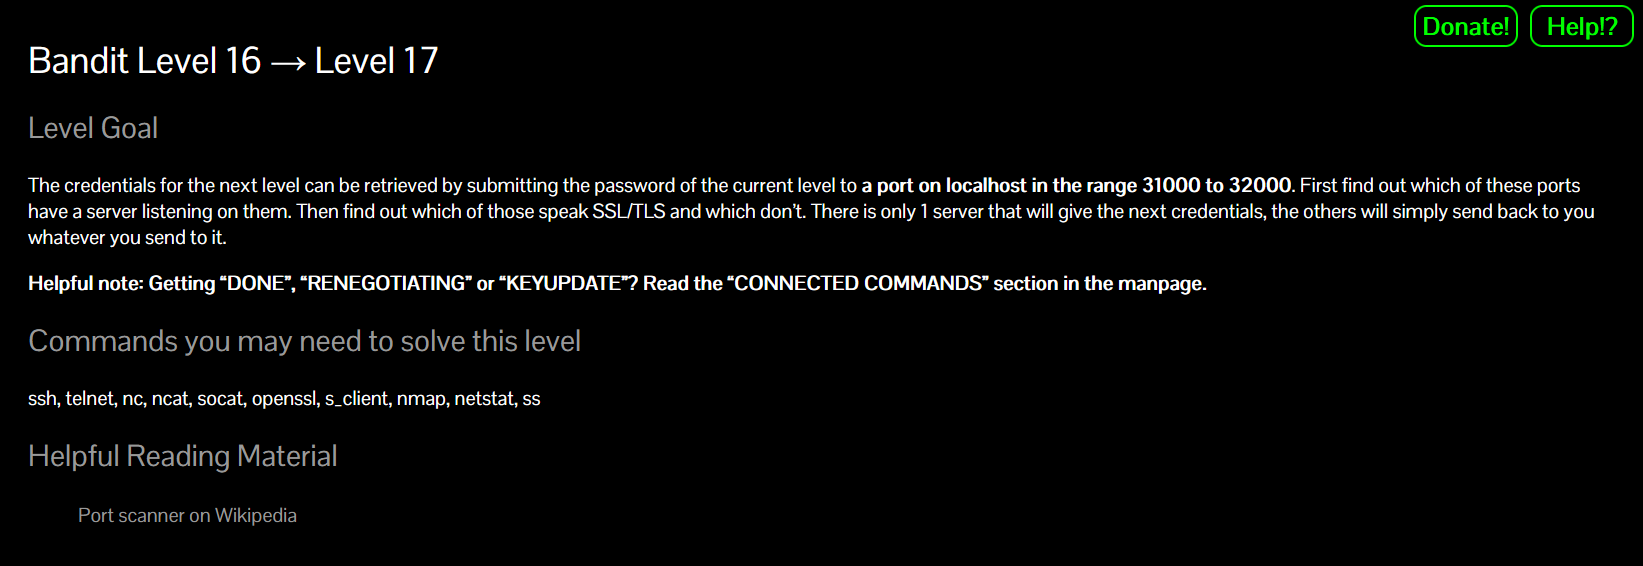 Donate! Help!?
Bandit Level 16 → Level 17
Level Goal
The credentials for the next level can be retrieved by submitting the password of the current level to a port on localhost in the range 31000 to 32000. First find out which of these ports
have a server listening on them. Then find out which of those speak SSL/TLS and which don’t. There is only 1 server that will give the next credentials, the others will simply send back to you
whatever you send to it.
Helpful note: Getting “DONE”, “RENEGOTIATING” or “KEYUPDATE”? Read the “CONNECTED COMMANDS” section in the manpage.
Commands you may need to solve this level
ssh, telnet, nc, ncat, socat, openssl, s_client, nmap, netstat, ss
Helpful Reading Material
Port scanner on Wikipedia